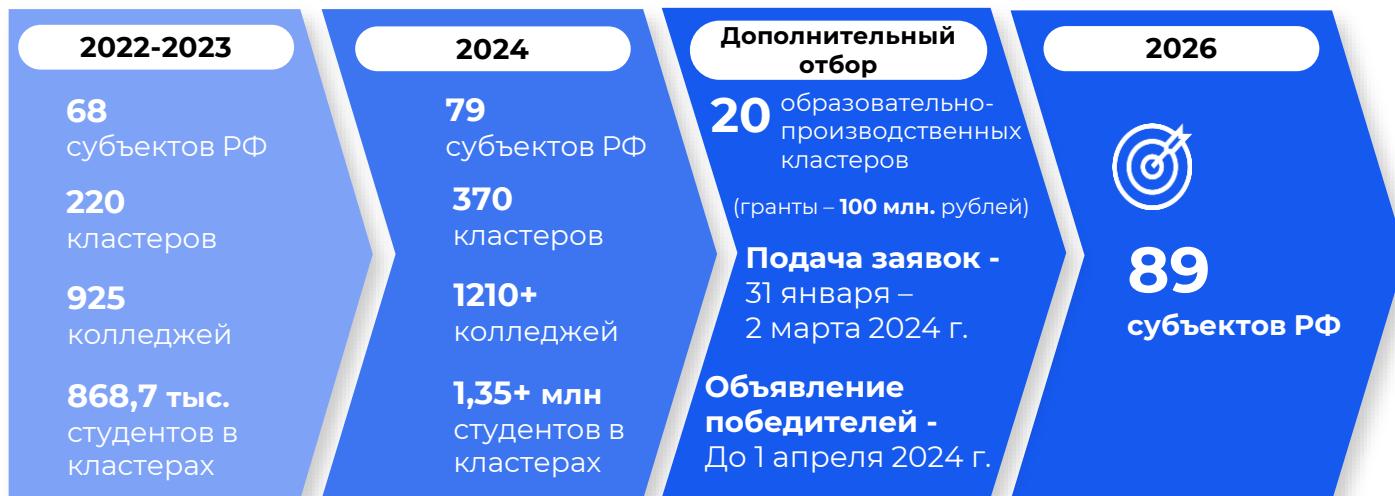 2022-2023
68
субъектов РФ
220
кластеров
925
колледжей
868,7 тыс.
студентов в
кластерах
2024
79
субъектов РФ
370
кластеров
1210+
колледжей
1,35+ млн
студентов в
кластерах
Дополнительный
отбор
20 образовательно-
производственных
кластеров
(гранты – 100 млн. рублей)
Подача заявок -
31 января –
2 марта 2024 г.
Объявление
победителей -
До 1 апреля 2024 г.
2026
89
субъектов РФ